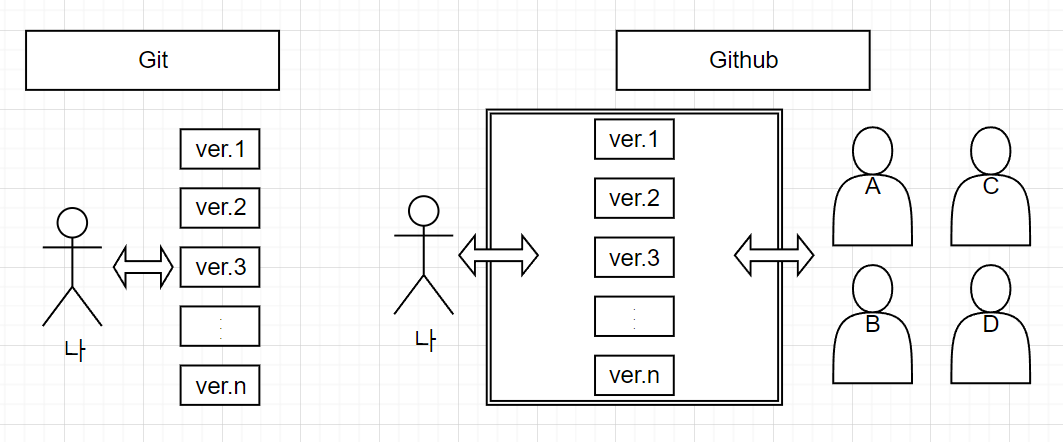 Git
ver.1
ver.2
ver.3
⋮
ver.n
나
Github
ver.1
ver.2
ver.3
⋮
ver.n
나
A
C
B
D